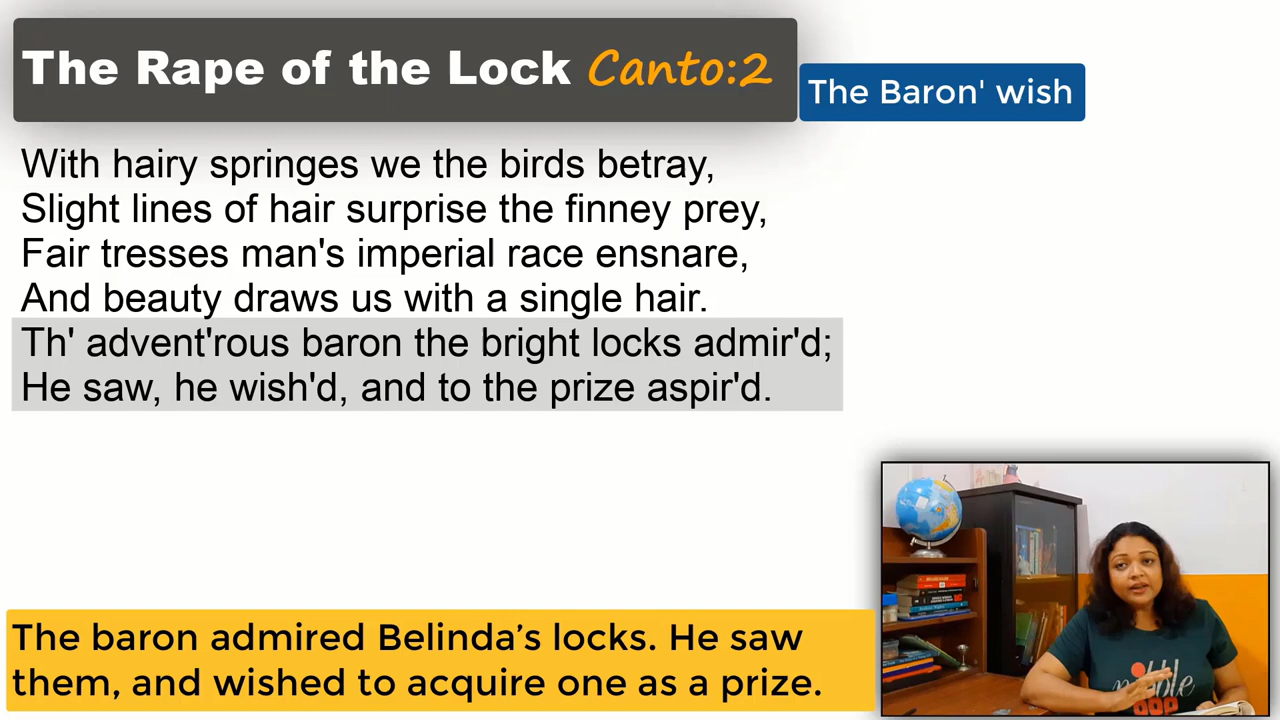 The Rape of the Lock Canto:2
The Baron' wish
With hairy springes we the birds betray,
Slight lines of hair surprise the finney prey,
Fair tresses man's imperial race ensnare,
And beauty draws us with a single hair.
Th' advent'rous baron the bright locks admir'd;
He saw, he wish'd, and to the prize aspir'd.
The baron admired Belinda’s locks. He saw
them, and wished to acquire one as a prize.